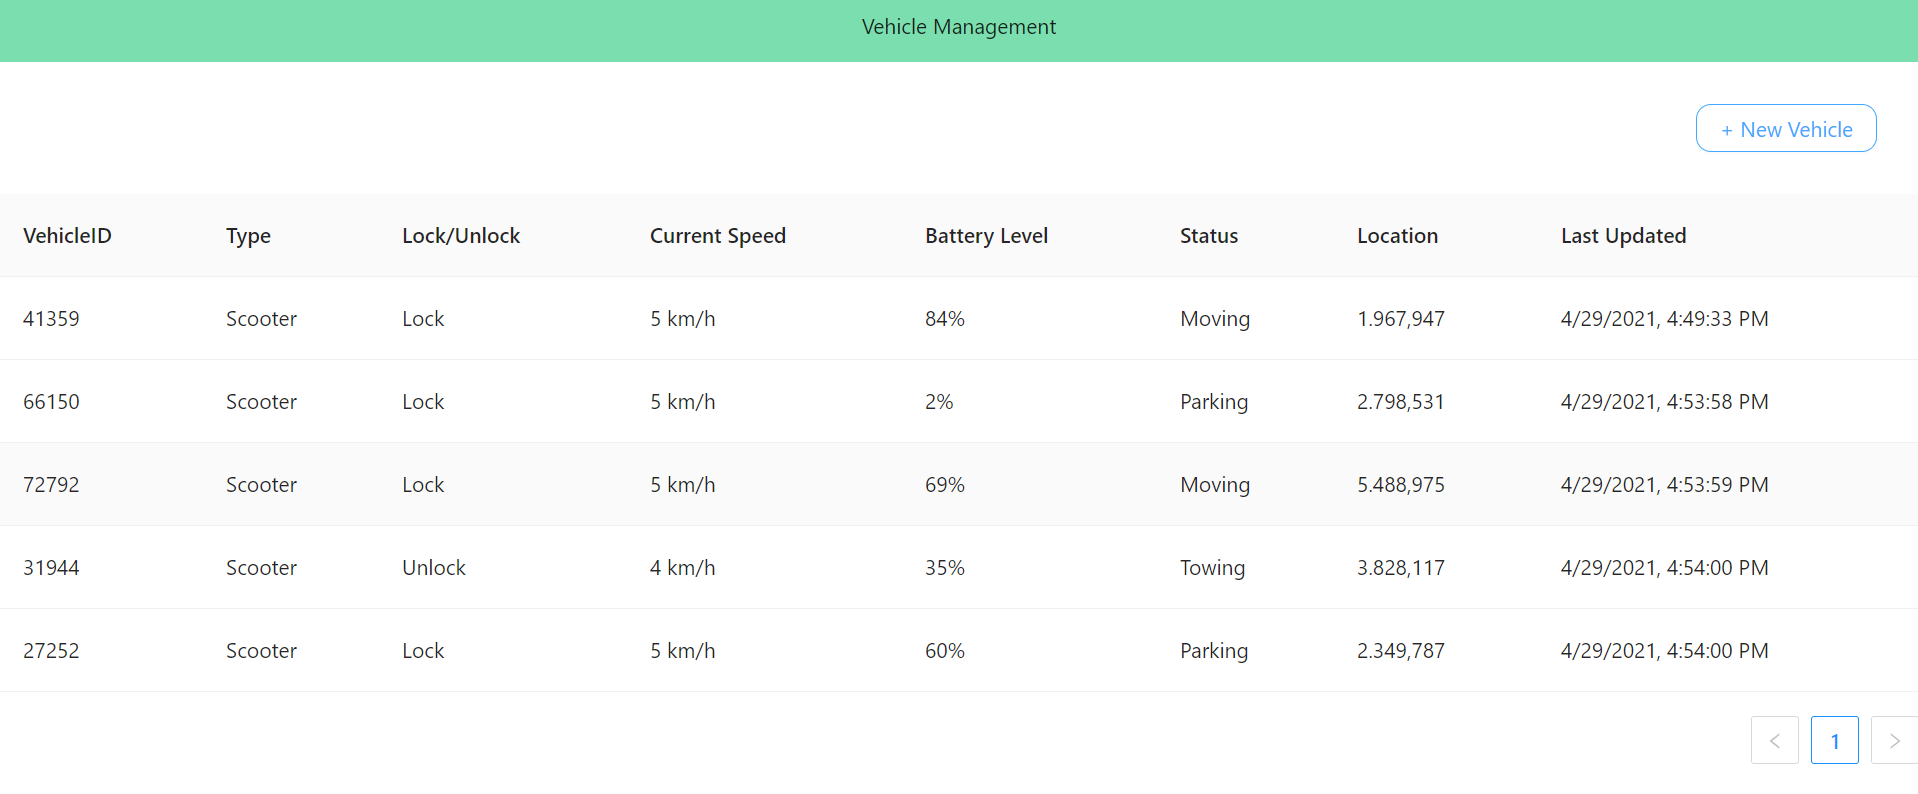 Vehicle Management
+ New Vehicle
VehicleID Type Lock/Unlock Current Speed Battery Level Status Location Last Updated
41359 Scooter Lock 5 km/h 84% Moving 1.967,947 4/29/2021, 4:49:33 PM
66150 Scooter Lock 5 km/h 2% Parking 2.798,531 4/29/2021, 4:53:58 PM
72792 Scooter Lock 5 km/h 69% Moving 5.488,975 4/29/2021, 4:53:59 PM
31944 Scooter Unlock 4 km/h 35% Towing 3.828,117 4/29/2021, 4:54:00 PM
27252 Scooter Lock 5 km/h 60% Parking 2.349,787 4/29/2021, 4:54:00 PM
< 1 >